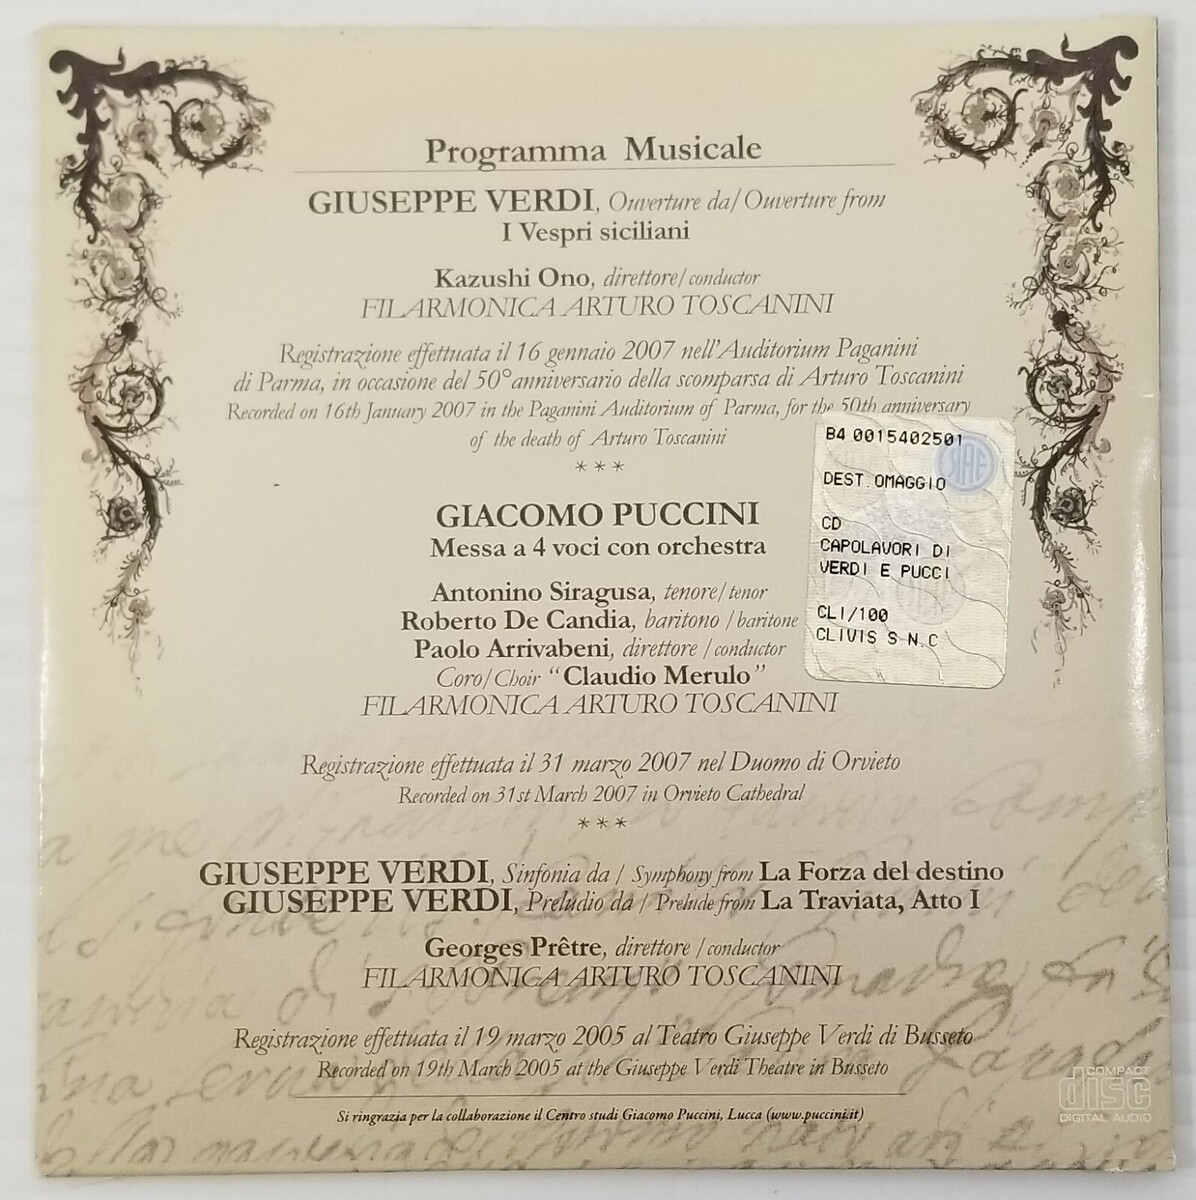 Programma Musicale
GIUSEPPE VERDI, Ouverture da/Ouverture from
I Vespri siciliani
Kazushi Ono, direttore/conductor
FILARMONICA ARTURO TOSCANINI
Registrazione effettuata il 16 gennaio 2007 nell'Auditorium Paganini
di Parma, in occasione del 50° anniversario della scomparsa di Arturo Toscanini
Recorded on 16th January 2007 in the Paganini Auditorium of Parma, for the 50th anniversary
of the death of Arturo Toscanini
***
GIACOMO PUCCINI
Messa a 4 voci con orchestra
Antonino Siragusa, tenore/tenor
Roberto De Candia, baritono/baritone
Paolo Arrivabeni, direttore/conductor
Coro/Choir "Claudio Merulo"
FILARMONICA ARTURO TOSCANINI
Registrazione effettuata il 31 marzo 2007 nel Duomo di Orvieto
Recorded on 31st March 2007 in Orvieto Cathedral
***
GIUSEPPE VERDI, Sinfonia da / Symphony from La Forza del destino
GIUSEPPE VERDI, Preludio da / Prelude from La Traviata, Atto I
Georges Prêtre, direttore/conductor
FILARMONICA ARTURO TOSCANINI
Registrazione effettuata il 19 marzo 2005 al Teatro Giuseppe Verdi di Busseto
Recorded on 19th March 2005 at the Giuseppe Verdi Theatre in Busseto
Si ringrazia per la collaborazione il Centro studi Giacomo Puccini, Lucca (www.puccini.it)
B4 0015402501
SIAE
DEST.OMAGGIO
CD
CAPOLAVORI DI
VERDI E PUCCI
CLI/100
CLIVIS S.N.C
COMPACT
disc
DIGITAL AUDIO